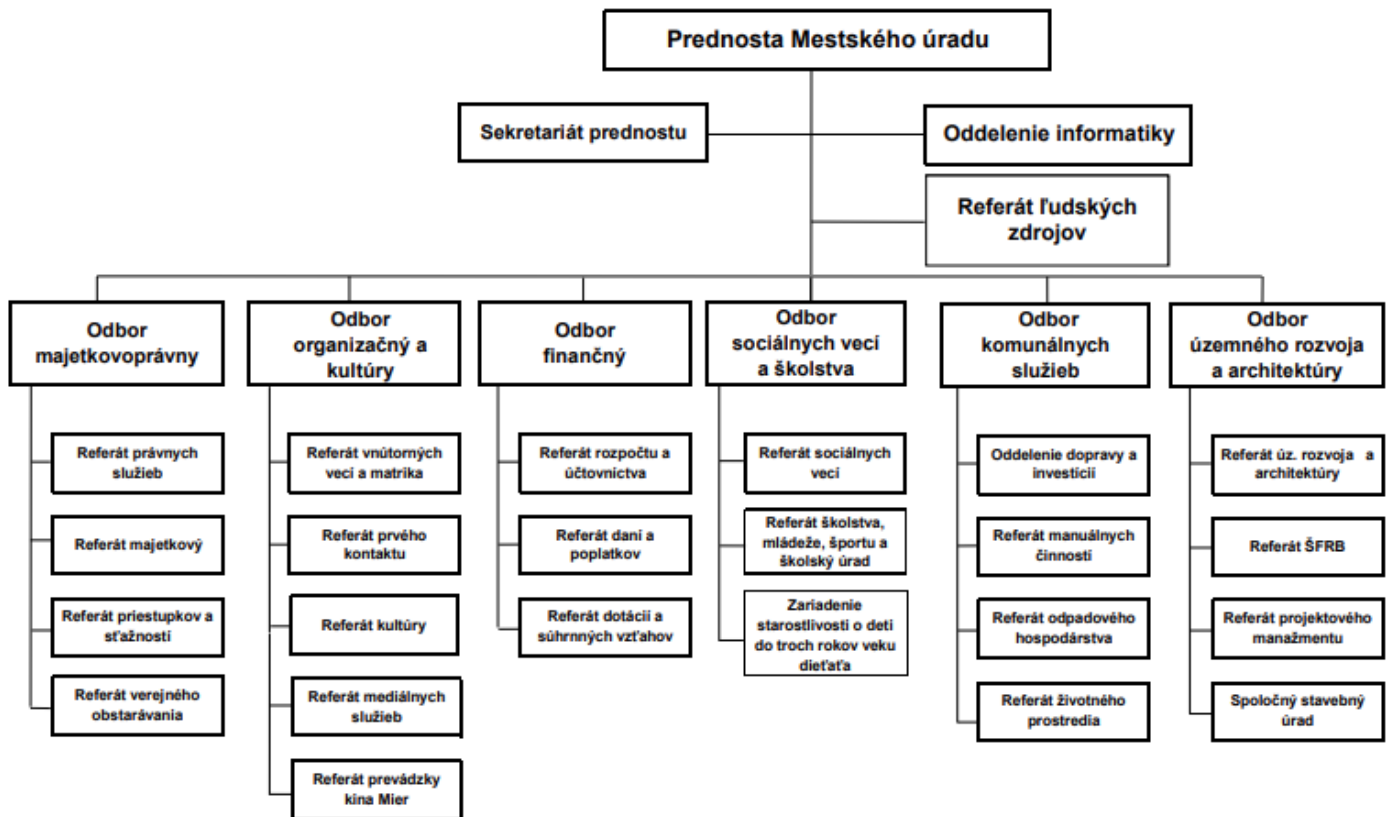 Prednosta Mestského úradu
Sekretariát prednostu
Oddelenie informatiky
Referát ľudských
zdrojov
Odbor
majetkovoprávny
Referát právnych
služieb
Referát majetkový
Referát priestupkov a
sťažností
Referát verejného
obstarávania
Odbor
organizačný a
kultúry
Referát vnútorných
vecí a matrika
Referát prvého
kontaktu
Referát kultúry
Referát mediálnych
služieb
Referát prevádzky
kina Mier
Odbor
finančný
Referát rozpočtu a
účtovníctva
Referát daní a
poplatkov
Referát dotácií a
súhrnných vzťahov
Odbor
sociálnych vecí
a školstva
Referát sociálnych
vecí
Referát školstva,
mládeže, športu a
školský úrad
Zariadenie
starostlivosti o deti
do troch rokov veku
dieťaťa
Odbor
komunálnych
služieb
Oddelenie dopravy a
investícií
Referát manuálnych
činností
Referát odpadového
hospodárstva
Referát životného
prostredia
Odbor
územného rozvoja
a architektúry
Referát úz. rozvoja a
architektúry
Referát ŠFRB
Referát projektového
manažmentu
Spoločný stavebný
úrad